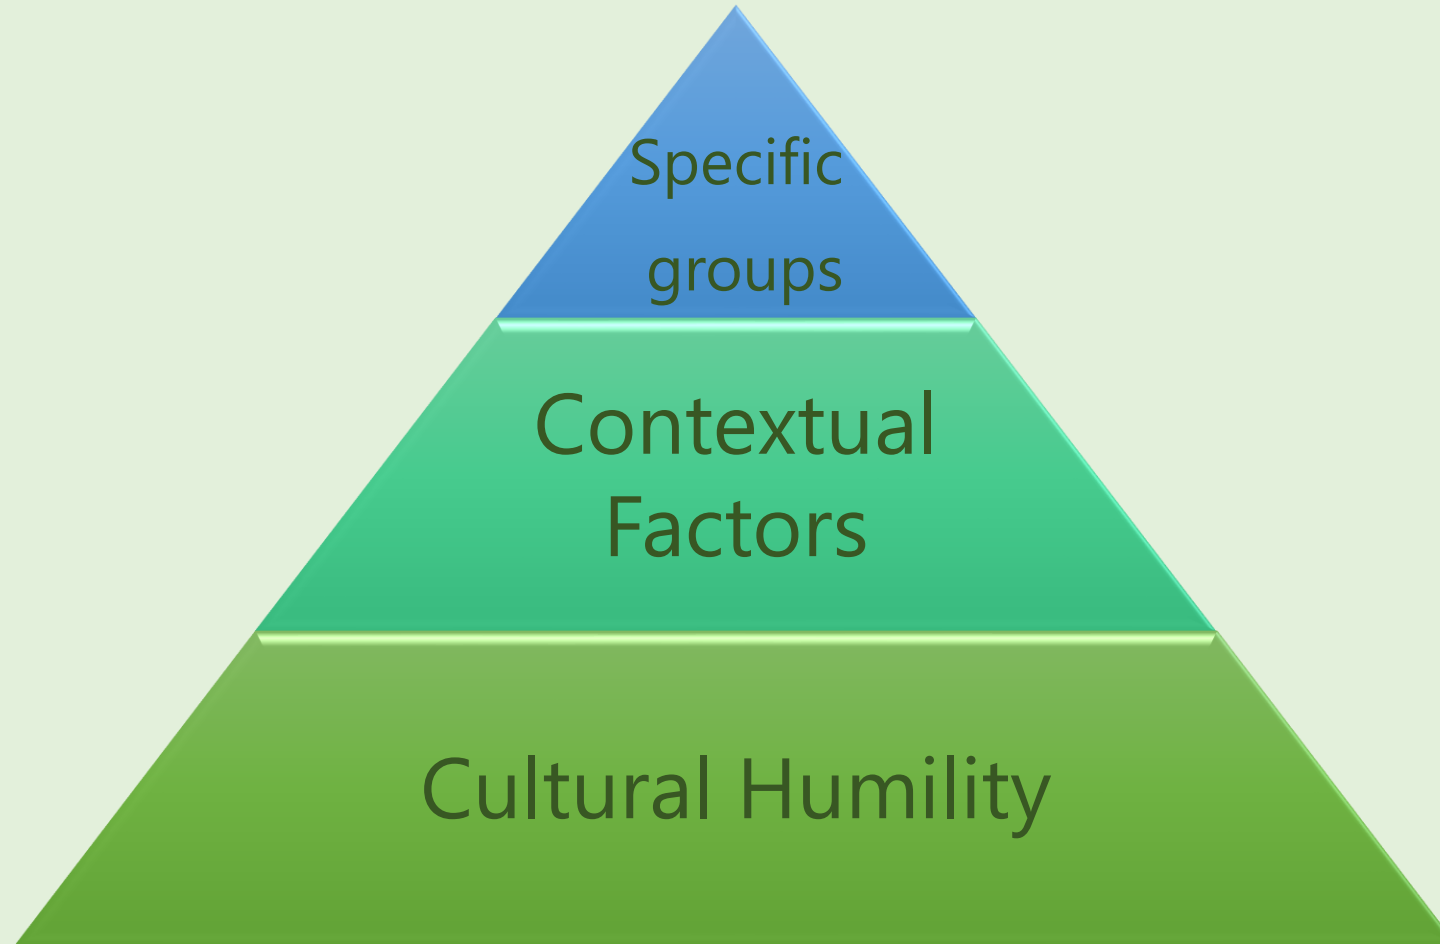 Specific
groups
Contextual
Factors
Cultural Humility